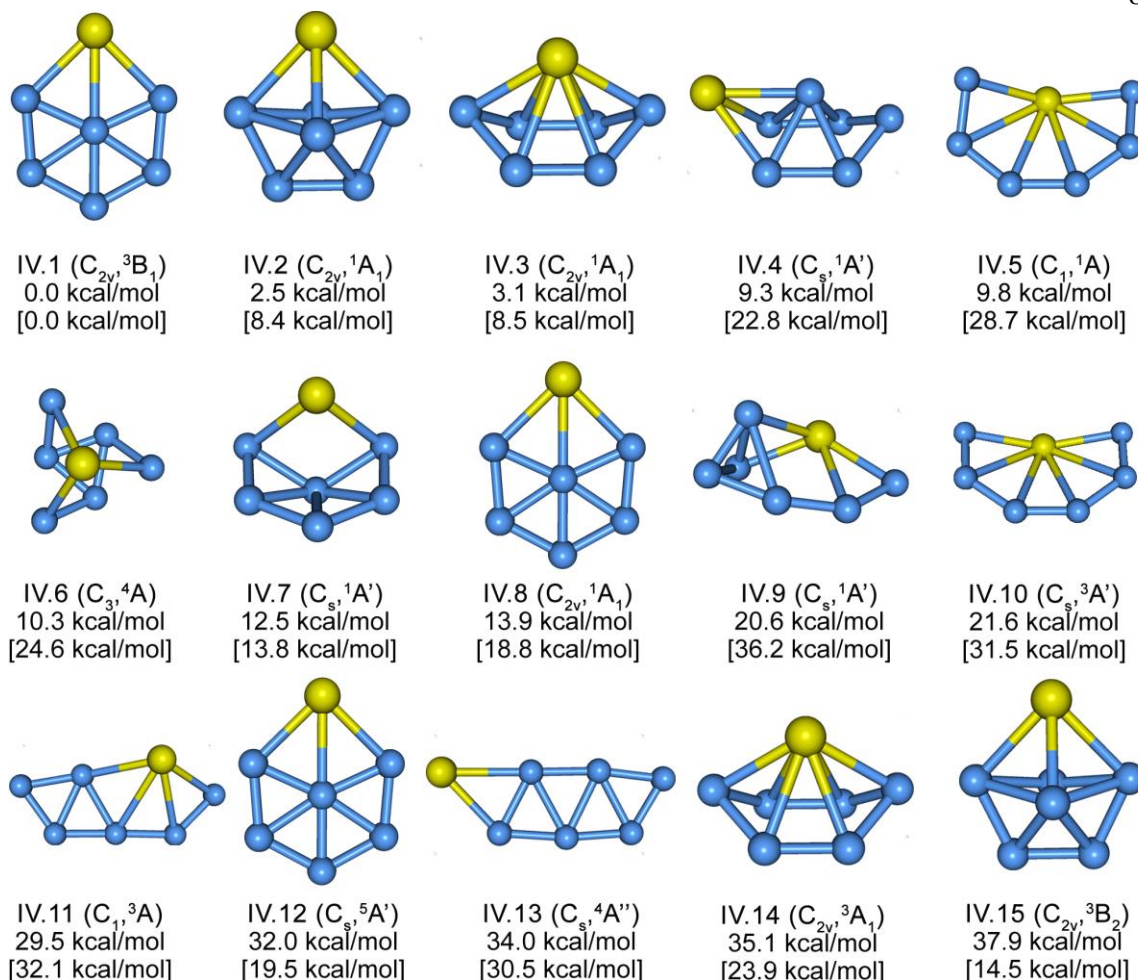 IV.1 (C₂ᵥ,³B₁)
0.0 kcal/mol
[0.0 kcal/mol]
IV.2 (C₂ᵥ,¹A₁)
2.5 kcal/mol
[8.4 kcal/mol]
IV.3 (C₂ᵥ,¹A₁)
3.1 kcal/mol
[8.5 kcal/mol]
IV.4 (Cₛ,¹A')
9.3 kcal/mol
[22.8 kcal/mol]
IV.5 (C₁,¹A)
9.8 kcal/mol
[28.7 kcal/mol]
IV.6 (C₃,⁴A)
10.3 kcal/mol
[24.6 kcal/mol]
IV.7 (Cₛ,¹A')
12.5 kcal/mol
[13.8 kcal/mol]
IV.8 (C₂ᵥ,¹A₁)
13.9 kcal/mol
[18.8 kcal/mol]
IV.9 (Cₛ,¹A')
20.6 kcal/mol
[36.2 kcal/mol]
IV.10 (Cₛ,³A')
21.6 kcal/mol
[31.5 kcal/mol]
IV.11 (C₁,³A)
29.5 kcal/mol
[32.1 kcal/mol]
IV.12 (Cₛ,⁵A')
32.0 kcal/mol
[19.5 kcal/mol]
IV.13 (Cₛ,⁴A'')
34.0 kcal/mol
[30.5 kcal/mol]
IV.14 (C₂ᵥ,³A₁)
35.1 kcal/mol
[23.9 kcal/mol]
IV.15 (C₂ᵥ,³B₂)
37.9 kcal/mol
[14.5 kcal/mol]